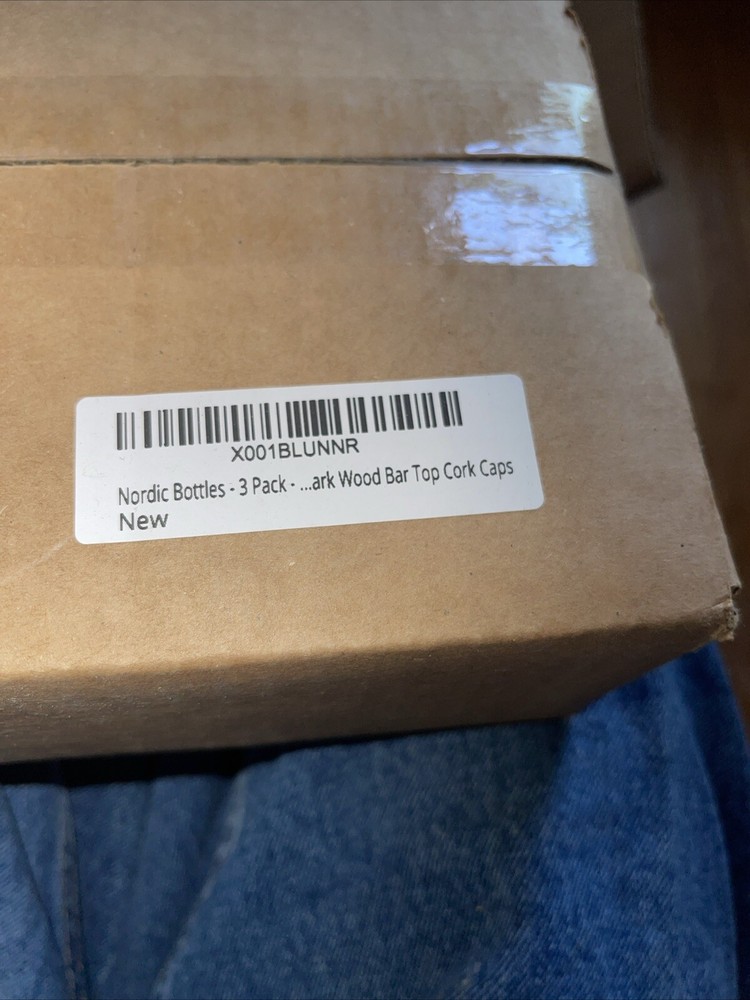 X001BLUNNR
Nordic Bottles - 3 Pack - ...ark Wood Bar Top Cork Caps
New